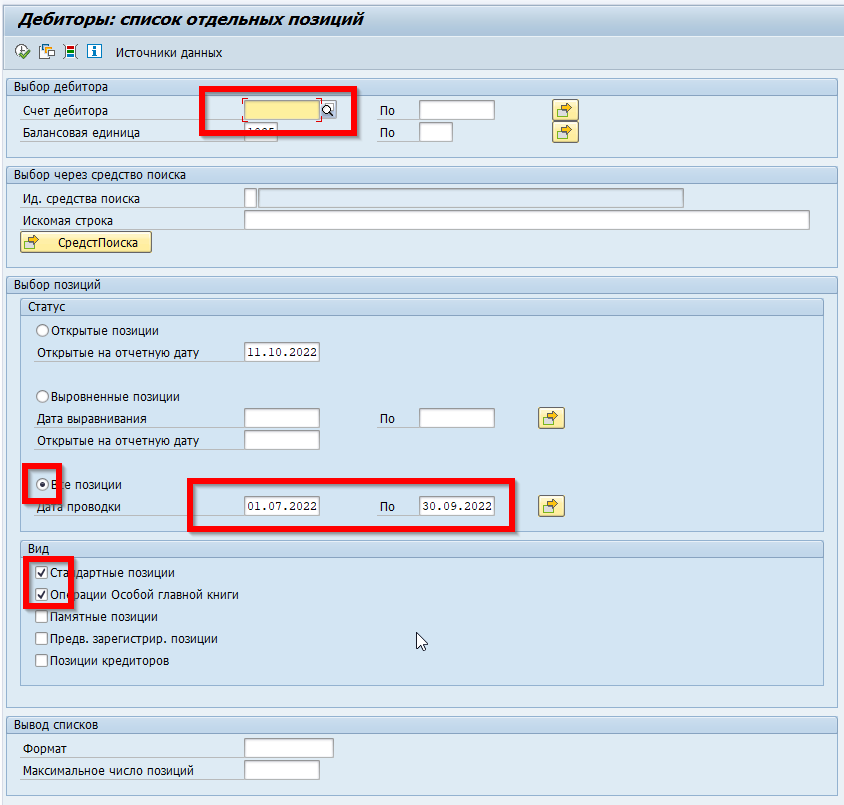 Дебиторы: список отдельных позиций
Источники данных
Выбор дебитора
Счет дебитора По
Балансовая единица По
Выбор через средство поиска
Ид. средства поиска
Искомая строка
СредстПоиска
Выбор позиций
Статус
Открытые позиции
Открытые на отчетную дату 11.10.2022
Выровненные позиции
Дата выравнивания По
Открытые на отчетную дату
Все позиции
Дата проводки 01.07.2022 По 30.09.2022
Вид
Стандартные позиции
Операции Особой главной книги
Памятные позиции
Предв. зарегистрир. позиции
Позиции кредиторов
Вывод списков
Формат
Максимальное число позиций